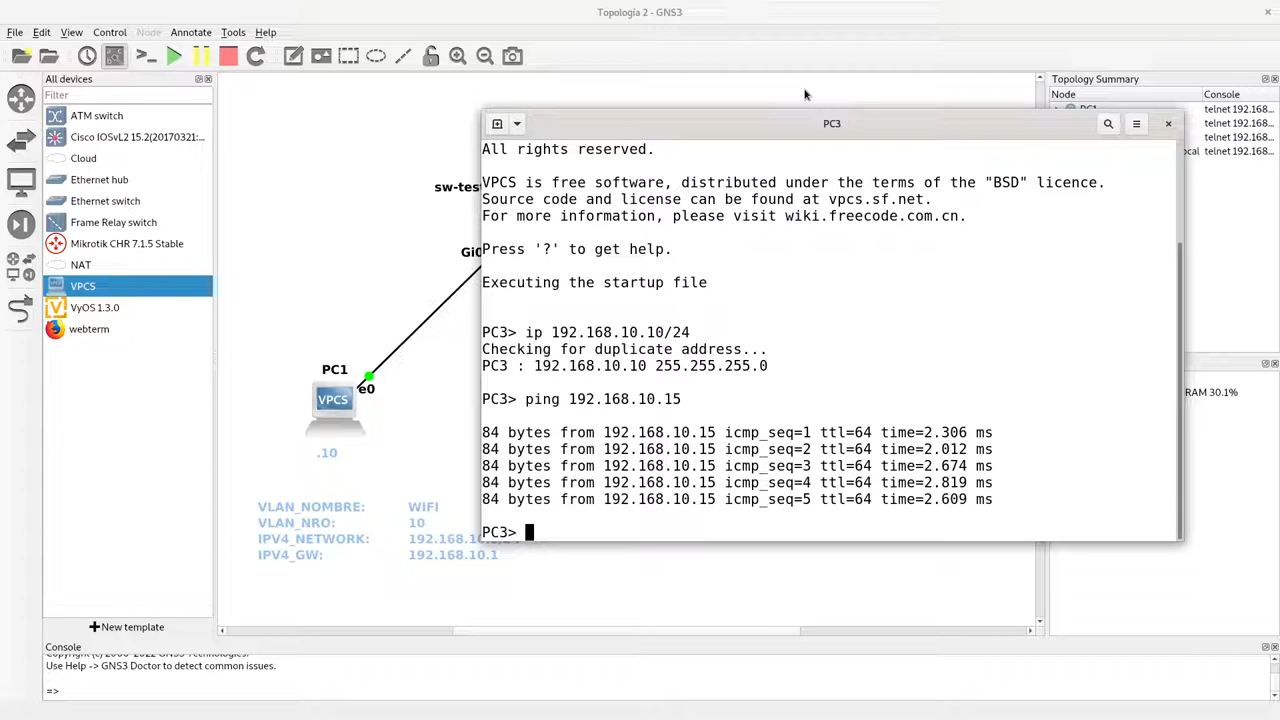 Topología 2 - GNS3
File Edit View Control Node Annotate Tools Help
All devices
Filter
ATM switch
Cisco IOSvL2 15.2(20170321:...
Cloud
Ethernet hub
Ethernet switch
Frame Relay switch
Mikrotik CHR 7.1.5 Stable
NAT
VPCS
VyOS 1.3.0
webterm
New template
sw-tes
PC1
e0
VPCS
.10
VLAN_NOMBRE: WIFI
VLAN_NRO: 10
IPV4_NETWORK: 192.168.10.
IPV4_GW: 192.168.10.1
PC3
All rights reserved.
VPCS is free software, distributed under the terms of the "BSD" licence.
Source code and license can be found at vpcs.sf.net.
For more information, please visit wiki.freecode.com.cn.
Press '?' to get help.
Executing the startup file
PC3> ip 192.168.10.10/24
Checking for duplicate address...
PC3 : 192.168.10.10 255.255.255.0
PC3> ping 192.168.10.15
84 bytes from 192.168.10.15 icmp_seq=1 ttl=64 time=2.306 ms
84 bytes from 192.168.10.15 icmp_seq=2 ttl=64 time=2.012 ms
84 bytes from 192.168.10.15 icmp_seq=3 ttl=64 time=2.674 ms
84 bytes from 192.168.10.15 icmp_seq=4 ttl=64 time=2.819 ms
84 bytes from 192.168.10.15 icmp_seq=5 ttl=64 time=2.609 ms
PC3>
Topology Summary
Node Console
telnet 192.168...
telnet 192.168...
telnet 192.168...
telnet 192.168...
RAM 30.1%
Console
Use Help -> GNS3 Doctor to detect common issues.
=>